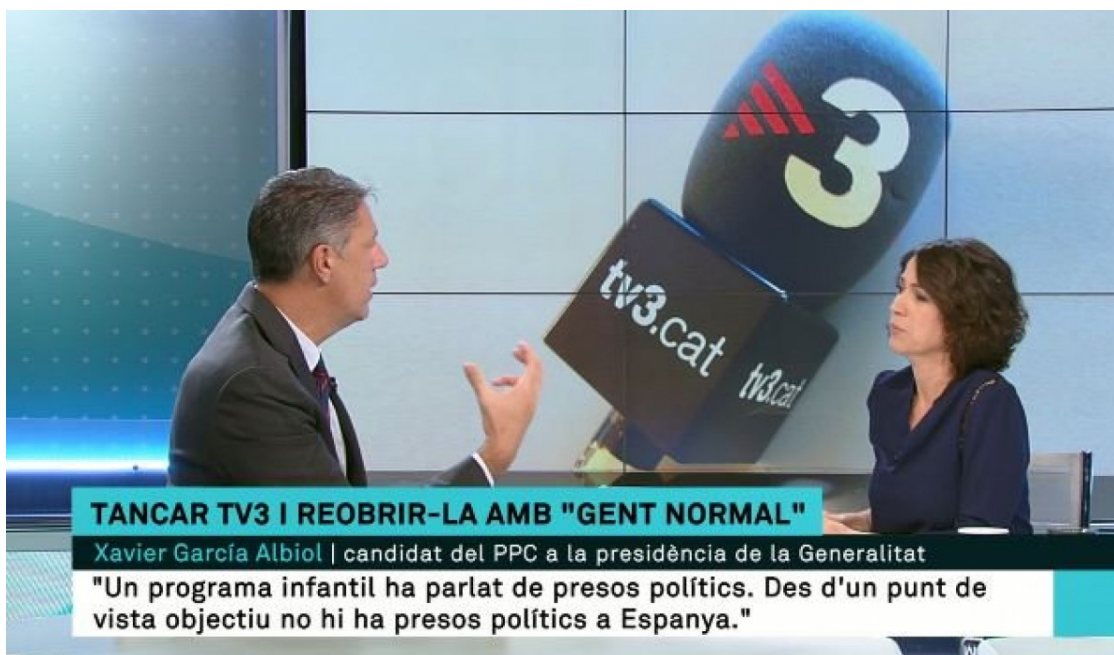 3
tv3.cat
tv3.cat
TANCAR TV3 I REOBRIR-LA AMB "GENT NORMAL"
Xavier García Albiol | candidat del PPC a la presidència de la Generalitat
"Un programa infantil ha parlat de presos polítics. Des d'un punt de
vista objectiu no hi ha presos polítics a Espanya."